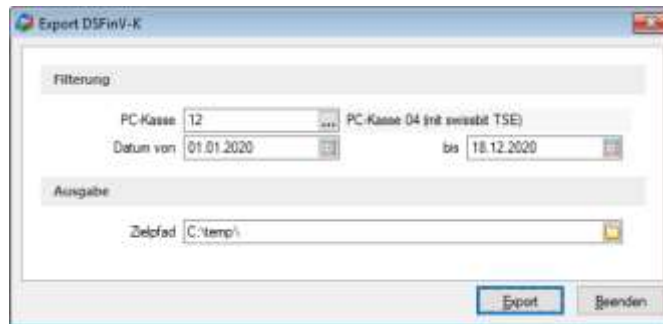 Export DSFinV-K
Filterung
PC-Kasse 12 ... PC-Kasse 04 (mit swissbit TSE)
Datum von 01.01.2020 bis 18.12.2020
Ausgabe
Zielpfad C:\temp\
Export Beenden